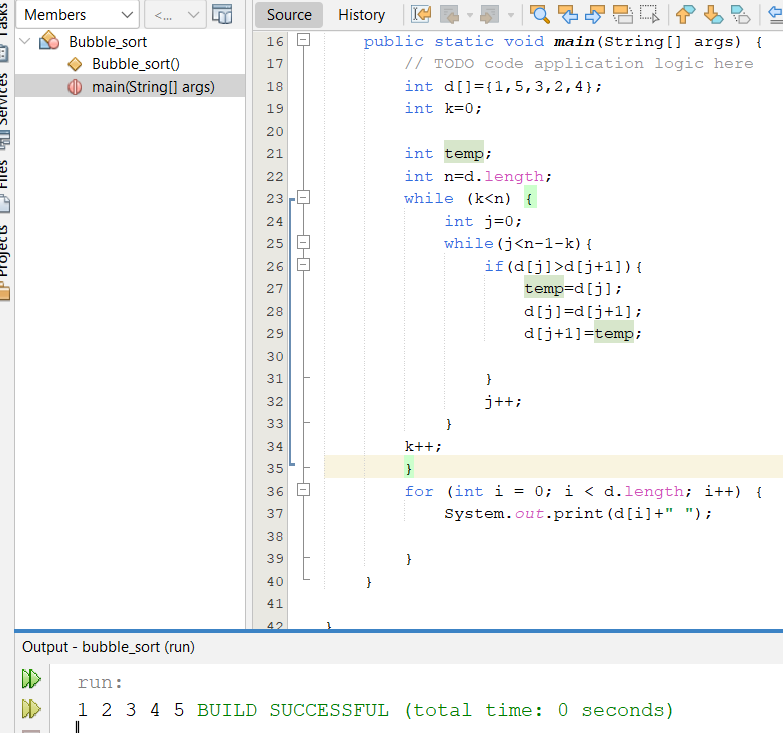 Members
<...
Source
History
Tasks
Services
Files
Projects
Bubble_sort
Bubble_sort()
main(String[] args)
16 public static void main(String[] args) {
17 // TODO code application logic here
18 int d[]={1,5,3,2,4};
19 int k=0;
20
21 int temp;
22 int n=d.length;
23 while (k<n) {
24 int j=0;
25 while(j<n-1-k){
26 if(d[j]>d[j+1]){
27 temp=d[j];
28 d[j]=d[j+1];
29 d[j+1]=temp;
30
31 }
32 j++;
33 }
34 k++;
35 }
36 for (int i = 0; i < d.length; i++) {
37 System.out.print(d[i]+" ");
38
39 }
40 }
41
42 }
Output - bubble_sort (run)
run:
1 2 3 4 5 BUILD SUCCESSFUL (total time: 0 seconds)